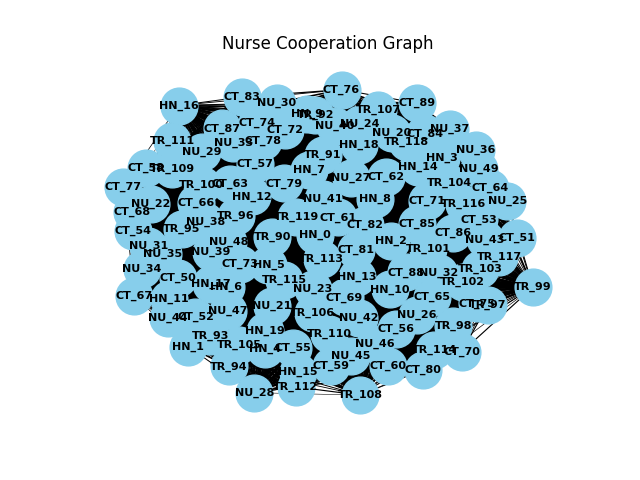 Nurse Cooperation Graph
CT_76
CT_83
NU_30
CT_89
HN_16
TR_107
HN_9
TR_92
CT_74
NU_40
NU_24
CT_87
CT_72
NU_20
CT_84
NU_37
TR_111
CT_78
HN_18
TR_118
NU_29
NU_36
TR_91
HN_3
CT_57
CT_58
TR_109
HN_7
HN_14
NU_49
CT_62
NU_27
TR_104
CT_77
TR_100
CT_63
CT_79
CT_64
HN_12
NU_41
HN_8
CT_71
NU_25
NU_22
CT_66
TR_116
CT_68
TR_96
TR_119
CT_61
CT_53
NU_38
CT_82
CT_85
CT_54
TR_95
CT_86
TR_90
HN_0
NU_48
HN_2
NU_43
CT_51
NU_31
NU_35
NU_39
CT_81
TR_101
TR_117
CT_73
HN_5
TR_113
NU_34
TR_103
CT_88
NU_32
CT_50
HN_13
TR_115
TR_102
HN_6
NU_23
HN_10
TR_99
CT_67
HN_11
CT_69
CT_65
TR_97
NU_21
NU_47
TR_106
NU_26
NU_44
CT_52
NU_42
TR_98
CT_56
HN_19
TR_110
TR_93
TR_105
NU_46
HN_1
HN_4
CT_55
TR_114
CT_70
NU_45
TR_94
CT_59
CT_60
HN_15
CT_80
TR_112
NU_28
TR_108